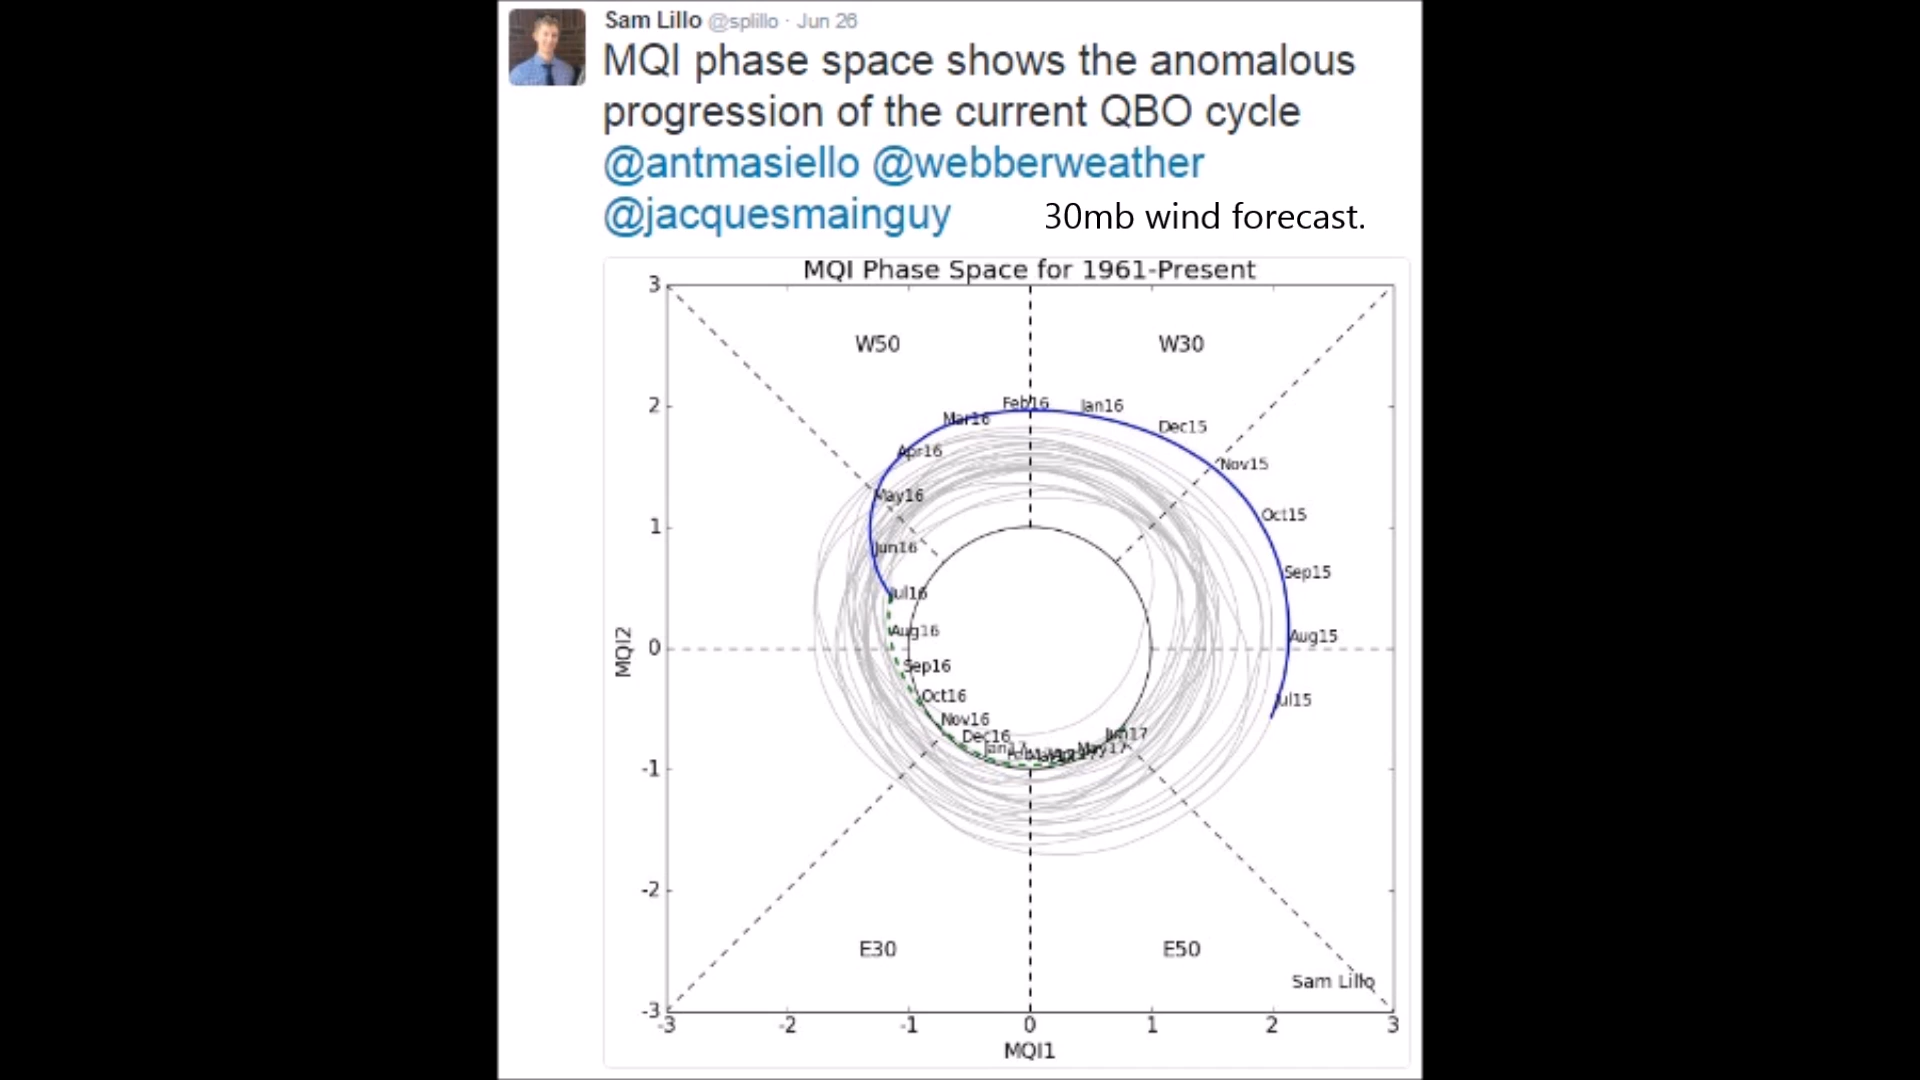 Sam Lillo @splillo · Jun 26
MQI phase space shows the anomalous
progression of the current QBO cycle
@antmasiello @webberweather
@jacquesmainguy
30mb wind forecast.
MQI Phase Space for 1961-Present
3
W50
W30
2
Feb16
Jan16
Mar16
Dec15
Apr16
Nov15
May16
Oct15
1
Jun16
Sep15
Jul16
Aug16
Aug15
MQI2
0
Sep16
Oct16
Jul15
Nov16
Dec16
Jan17
May17
Jun17
-1
-2
E30
E50
Sam Lillo
-3
-3
-2
-1
0
1
2
3
MQI1